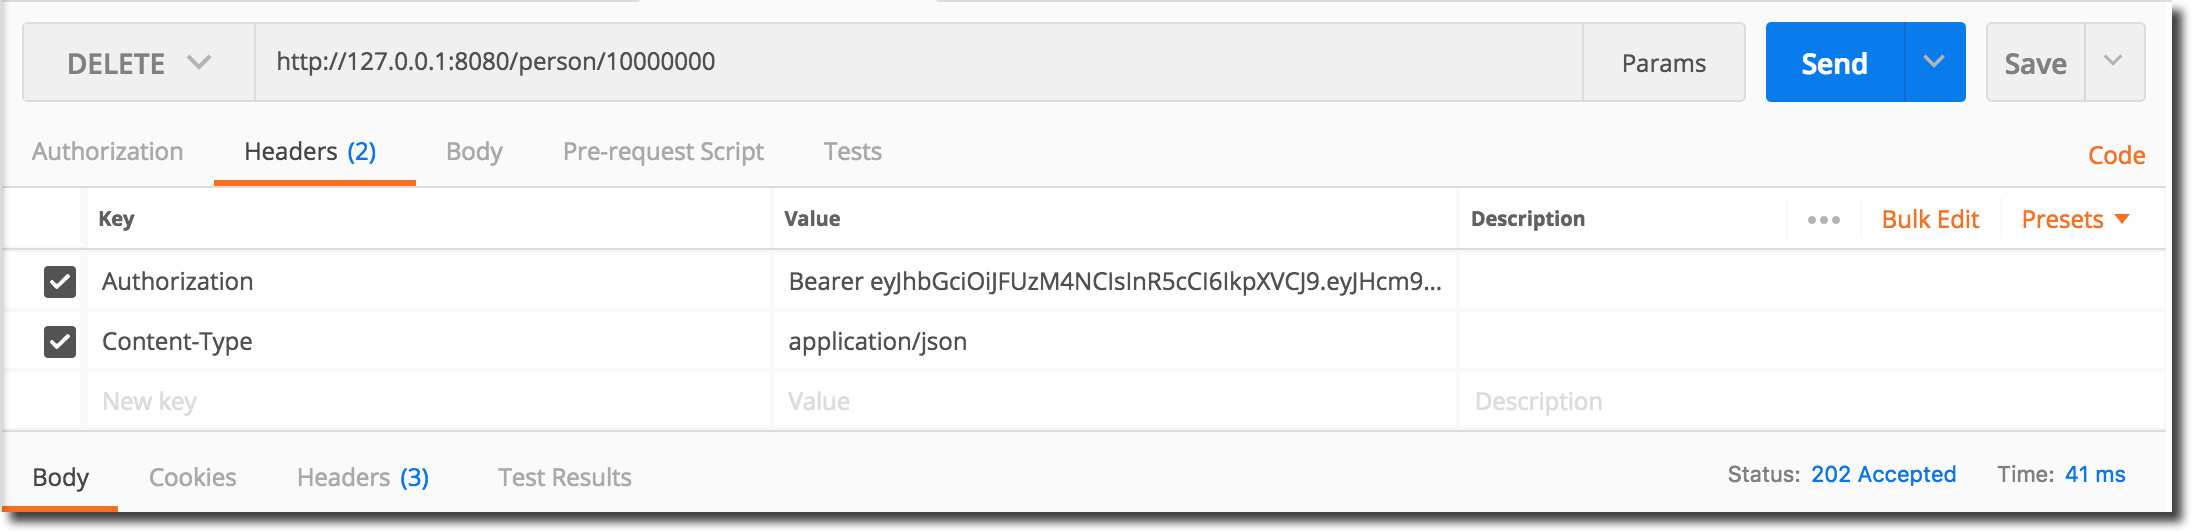 DELETE http://127.0.0.1:8080/person/10000000 Params Send Save
Authorization Headers (2) Body Pre-request Script Tests Code
Key Value Description ••• Bulk Edit Presets
Authorization Bearer eyJhbGciOiJFUzM4NCIsInR5cCI6IkpXVCJ9.eyJHcm9...
Content-Type application/json
New key Value Description
Body Cookies Headers (3) Test Results Status: 202 Accepted Time: 41 ms